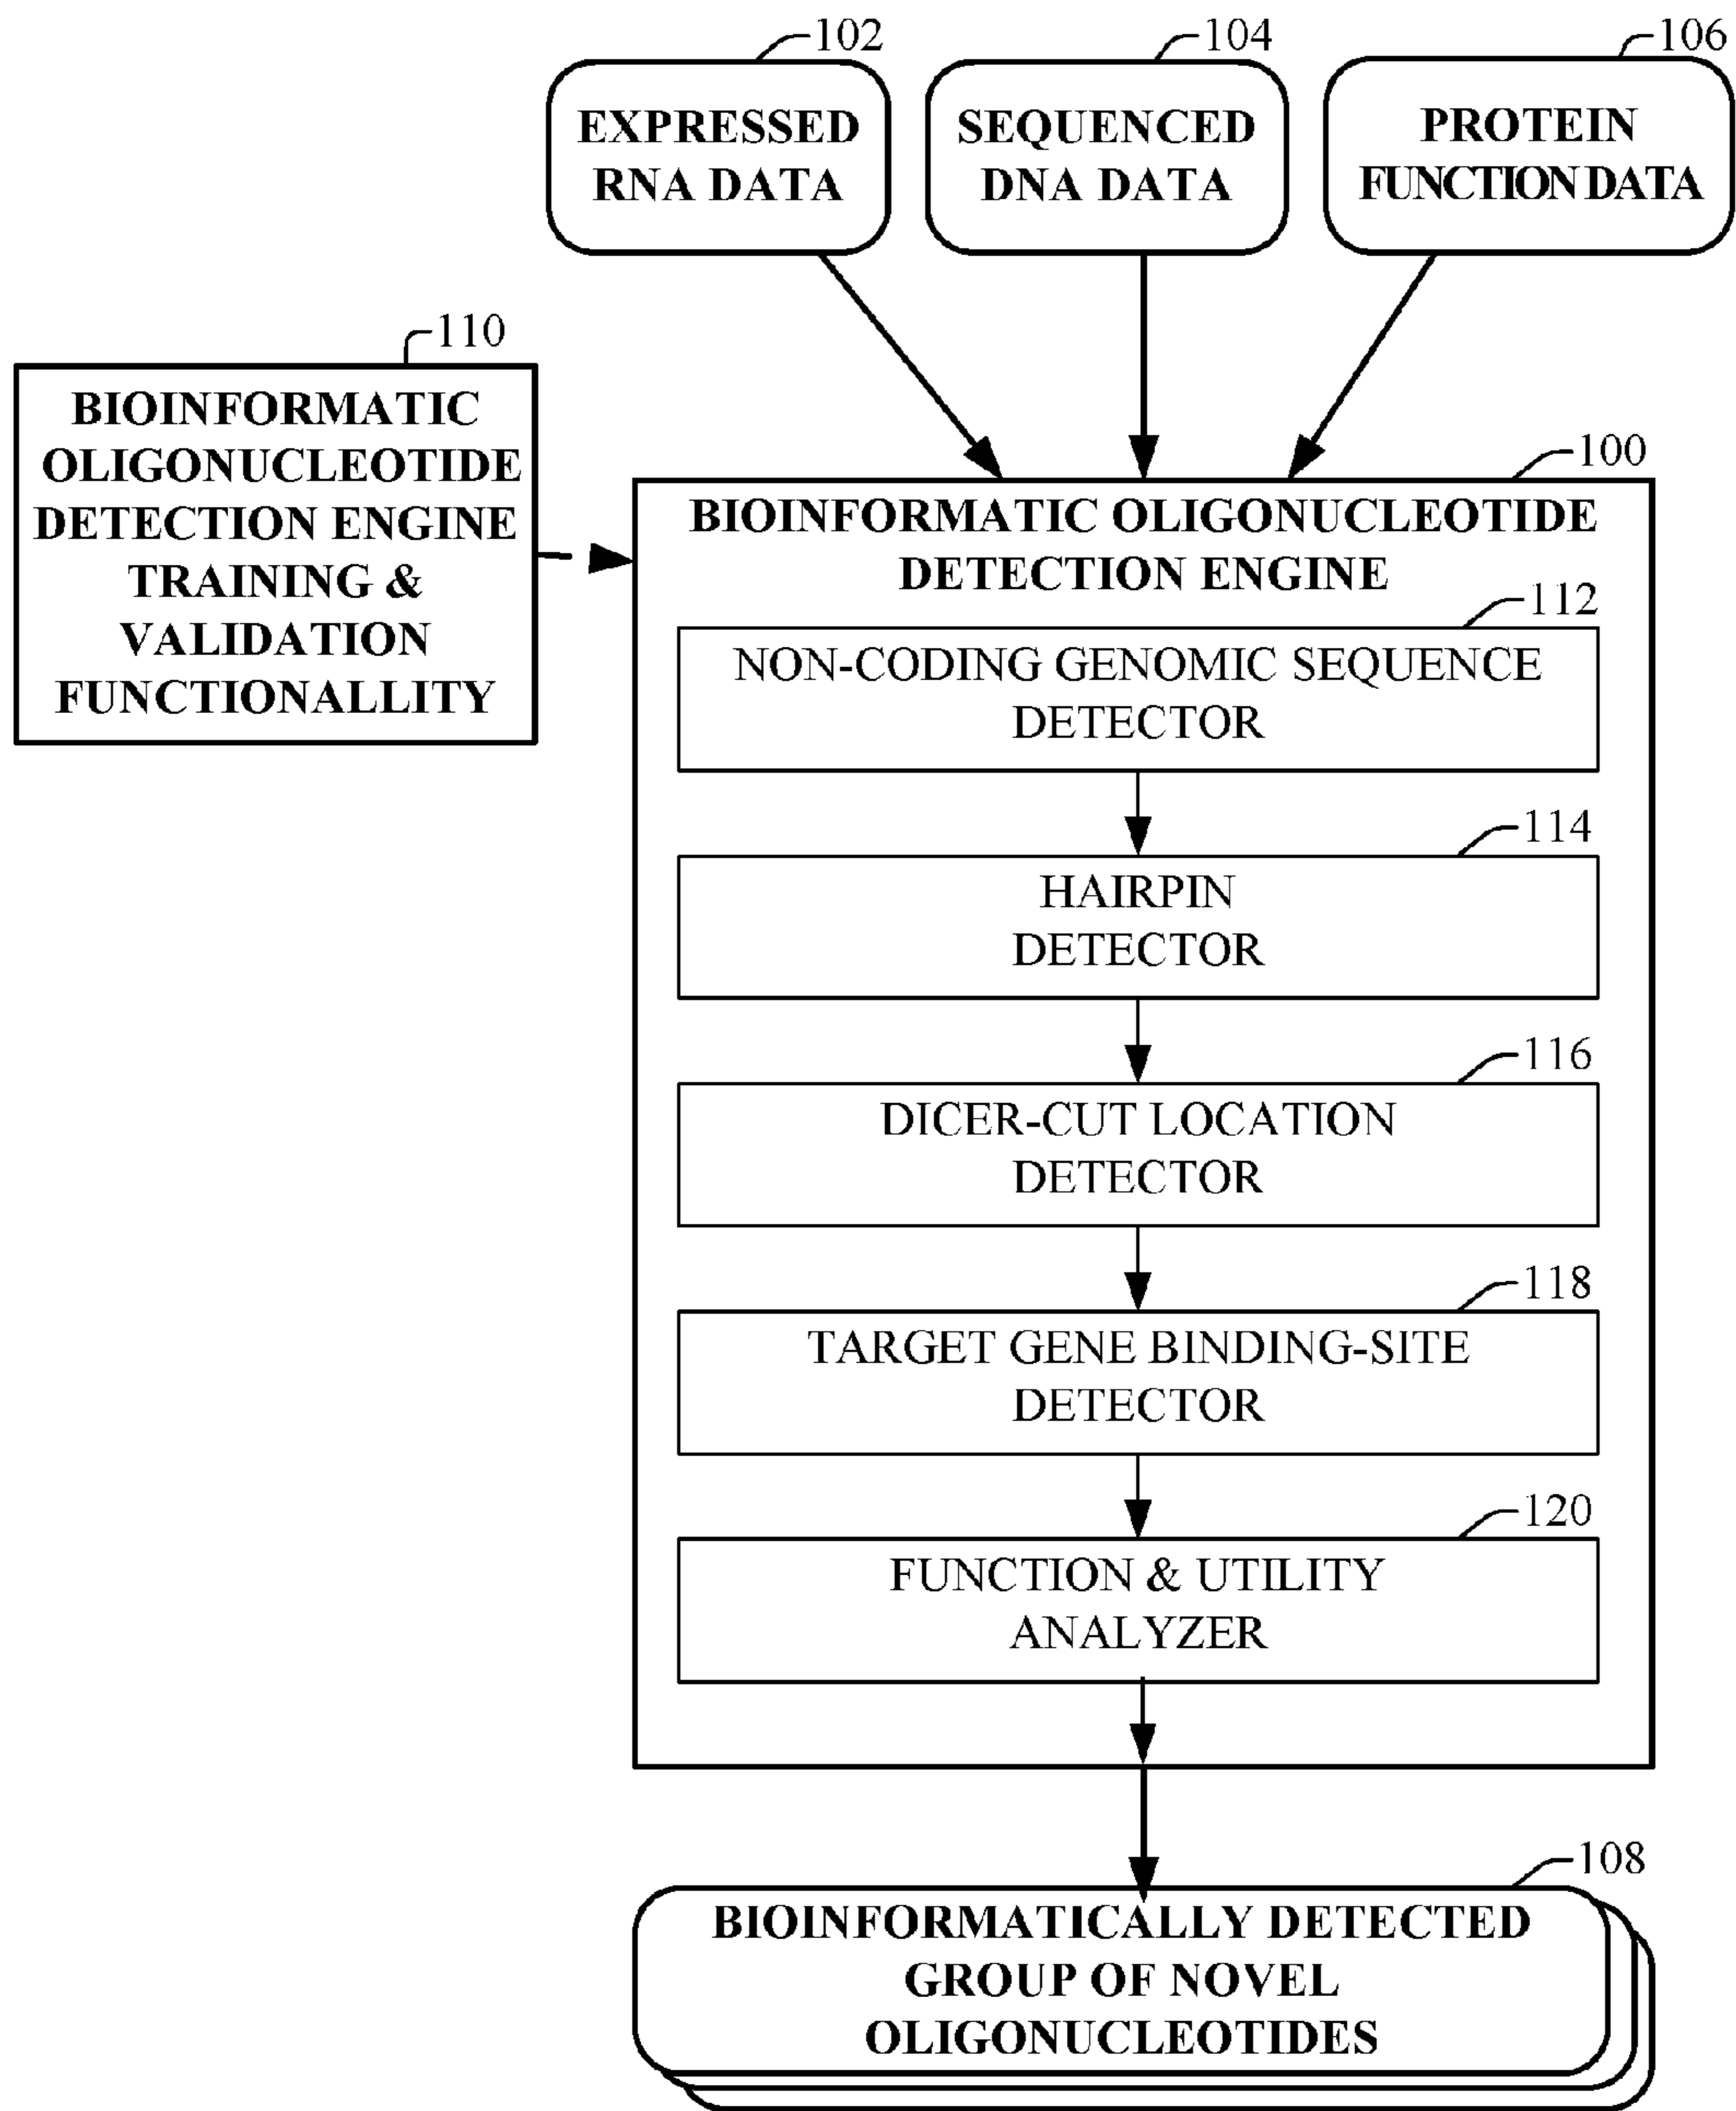 102
EXPRESSED
RNA DATA
104
SEQUENCED
DNA DATA
106
PROTEIN
FUNCTION DATA
110
BIOINFORMATIC
OLIGONUCLEOTIDE
DETECTION ENGINE
TRAINING &
VALIDATION
FUNCTIONALLITY
100
BIOINFORMATIC OLIGONUCLEOTIDE
DETECTION ENGINE
112
NON-CODING GENOMIC SEQUENCE
DETECTOR
114
HAIRPIN
DETECTOR
116
DICER-CUT LOCATION
DETECTOR
118
TARGET GENE BINDING-SITE
DETECTOR
120
FUNCTION & UTILITY
ANALYZER
108
BIOINFORMATICALLY DETECTED
GROUP OF NOVEL
OLIGONUCLEOTIDES